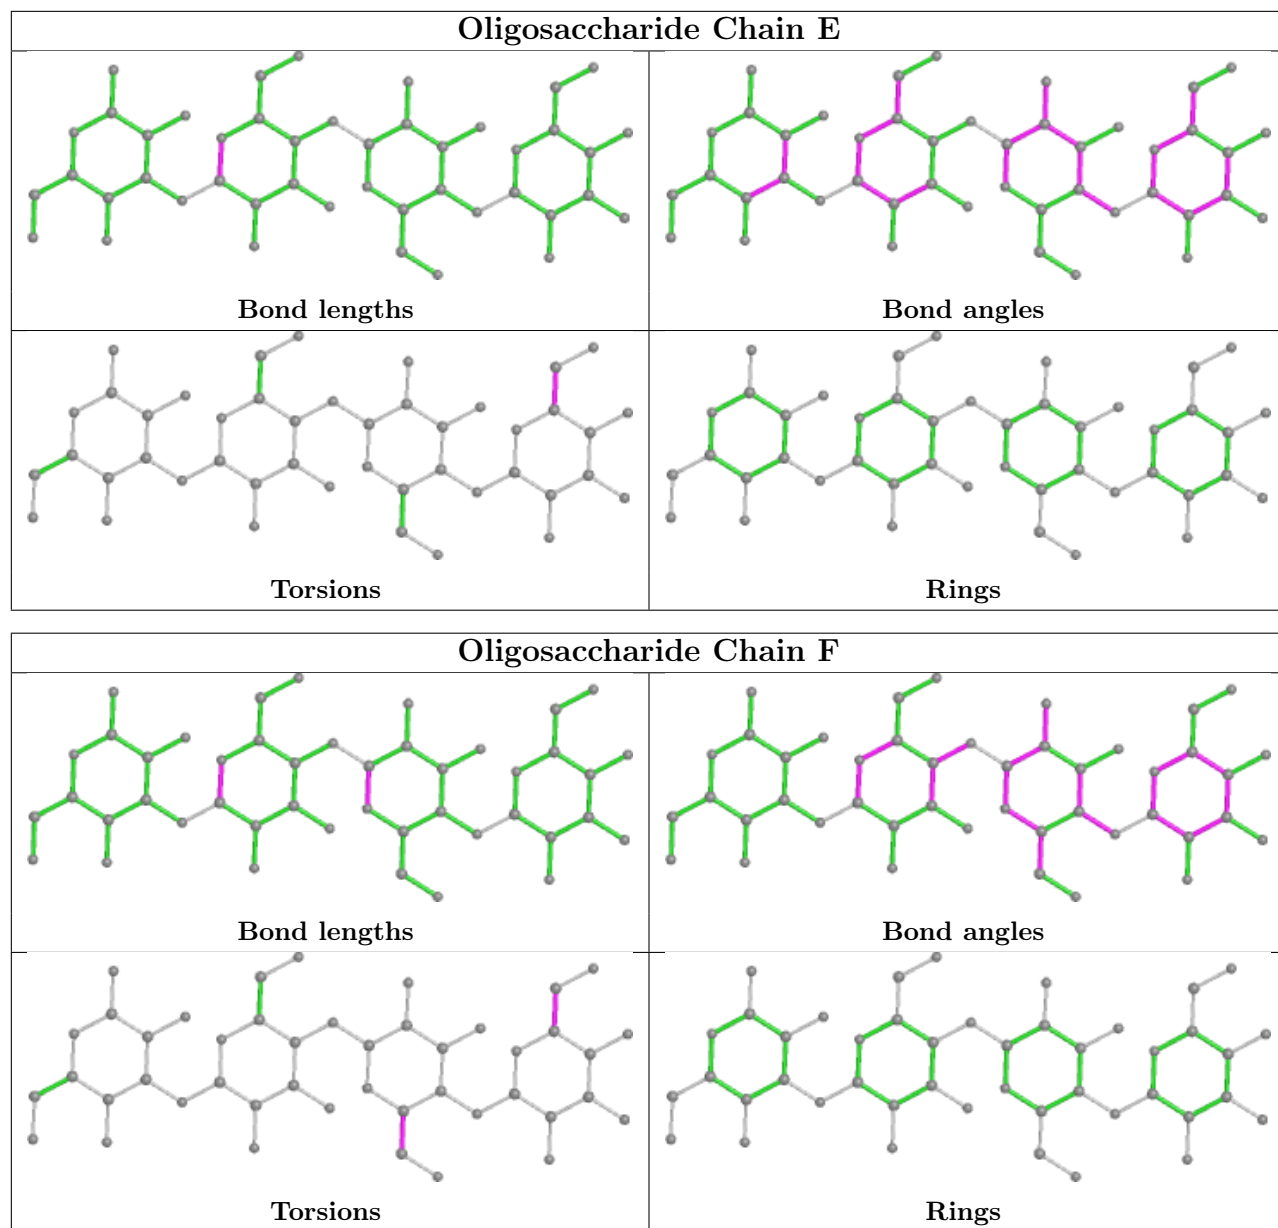 Oligosaccharide Chain E
Bond lengths
Bond angles
Torsions
Rings
Oligosaccharide Chain F
Bond lengths
Bond angles
Torsions
Rings